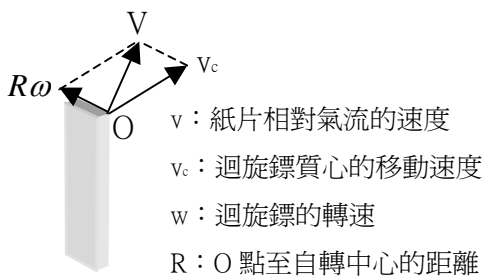 V
Vc
Rω
O
v：紙片相對氣流的速度
vc：迴旋鏢質心的移動速度
w：迴旋鏢的轉速
R：O 點至自轉中心的距離